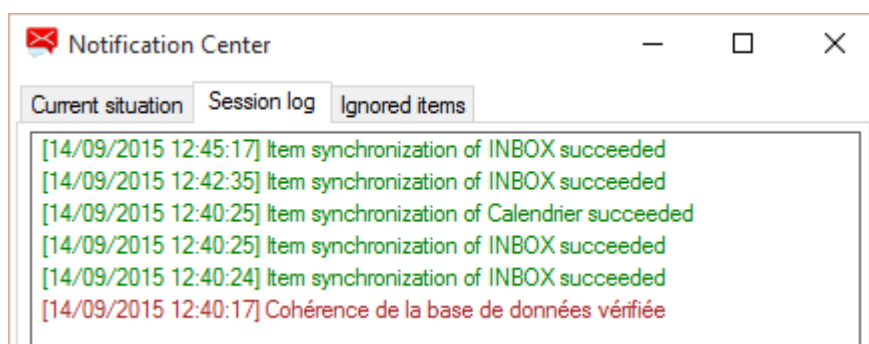 Notification Center
Current situation Session log Ignored items
[14/09/2015 12:45:17] Item synchronization of INBOX succeeded
[14/09/2015 12:42:35] Item synchronization of INBOX succeeded
[14/09/2015 12:40:25] Item synchronization of Calendrier succeeded
[14/09/2015 12:40:25] Item synchronization of INBOX succeeded
[14/09/2015 12:40:24] Item synchronization of INBOX succeeded
[14/09/2015 12:40:17] Cohérence de la base de données vérifiée